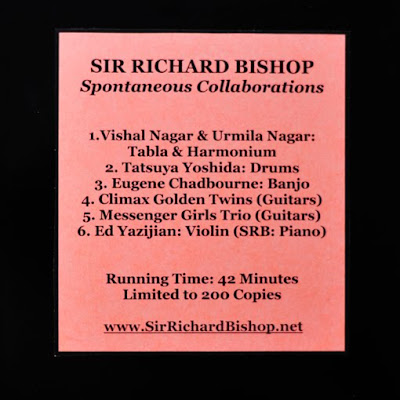 SIR RICHARD BISHOP
Spontaneous Collaborations
1.Vishal Nagar & Urmila Nagar:
Tabla & Harmonium
2. Tatsuya Yoshida: Drums
3. Eugene Chadbourne: Banjo
4. Climax Golden Twins (Guitars)
5. Messenger Girls Trio (Guitars)
6. Ed Yazijian: Violin (SRB: Piano)
Running Time: 42 Minutes
Limited to 200 Copies
www.SirRichardBishop.net